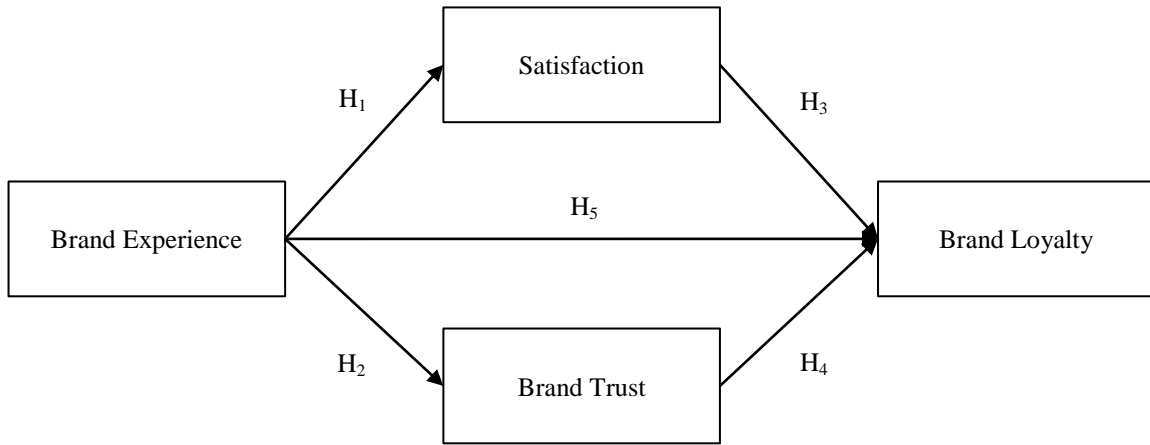 Satisfaction
H₁
H₃
Brand Experience
H₅
Brand Loyalty
H₂
H₄
Brand Trust